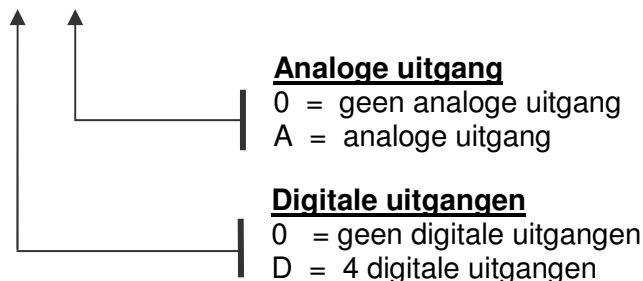 Analoge uitgang
0 = geen analoge uitgang
A = analoge uitgang
Digitale uitgangen
0 = geen digitale uitgangen
D = 4 digitale uitgangen